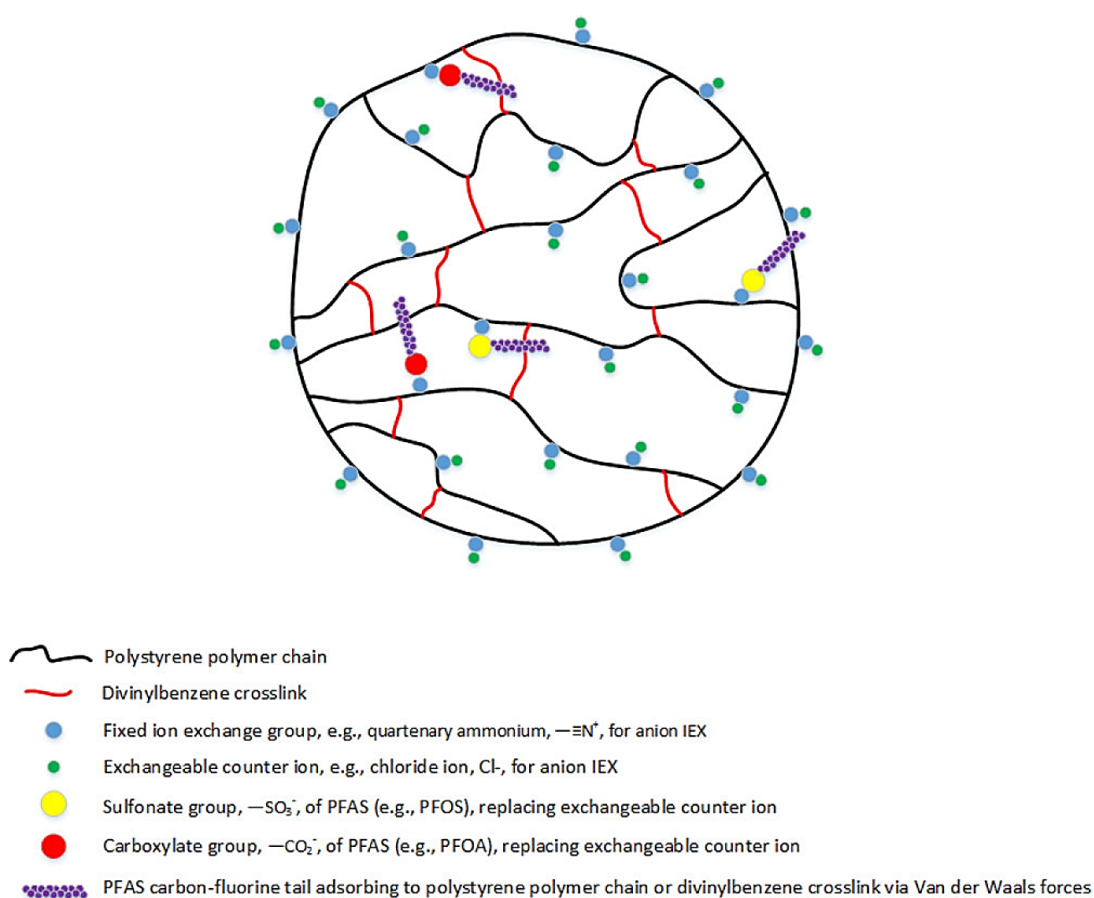 Polystyrene polymer chain
Divinylbenzene crosslink
Fixed ion exchange group, e.g., quartenary ammonium, —≡N⁺, for anion IEX
Exchangeable counter ion, e.g., chloride ion, Cl-, for anion IEX
Sulfonate group, —SO₃⁻, of PFAS (e.g., PFOS), replacing exchangeable counter ion
Carboxylate group, —CO₂⁻, of PFAS (e.g., PFOA), replacing exchangeable counter ion
PFAS carbon-fluorine tail adsorbing to polystyrene polymer chain or divinylbenzene crosslink via Van der Waals forces